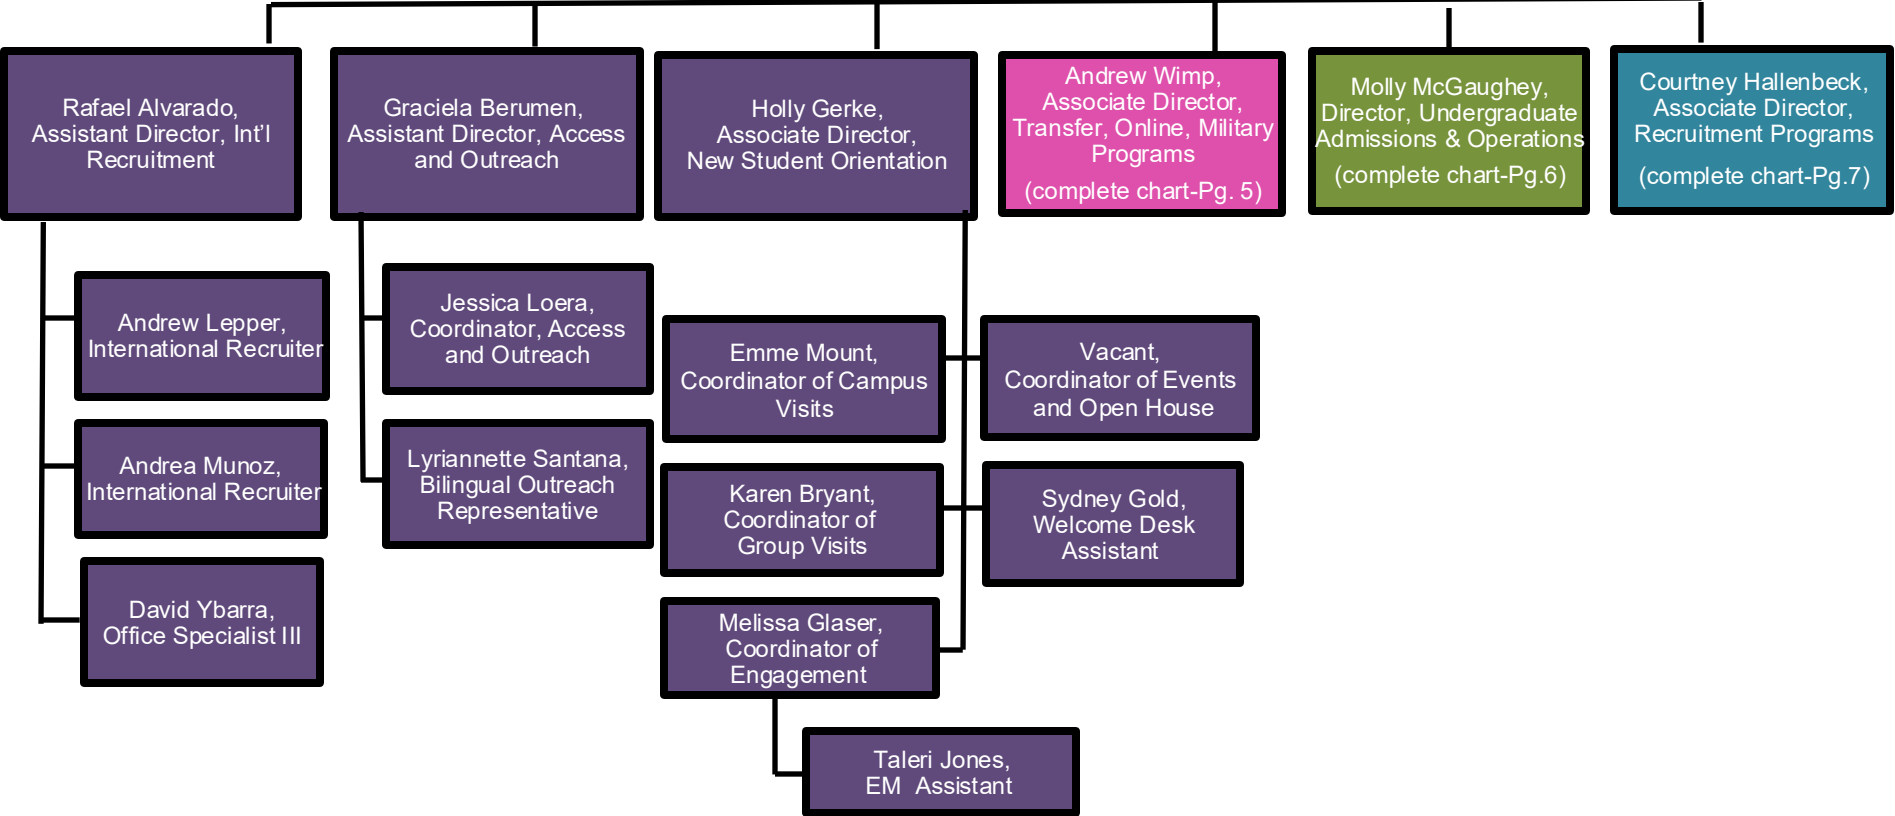 Rafael Alvarado,
Assistant Director, Int’l
Recruitment
Graciela Berumen,
Assistant Director, Access
and Outreach
Holly Gerke,
Associate Director,
New Student Orientation
Andrew Wimp,
Associate Director,
Transfer, Online, Military
Programs
(complete chart-Pg. 5)
Molly McGaughey,
Director, Undergraduate
Admissions & Operations
(complete chart-Pg.6)
Courtney Hallenbeck,
Associate Director,
Recruitment Programs
(complete chart-Pg.7)
Andrew Lepper,
International Recruiter
Andrea Munoz,
International Recruiter
David Ybarra,
Office Specialist III
Jessica Loera,
Coordinator, Access
and Outreach
Lyriannette Santana,
Bilingual Outreach
Representative
Emme Mount,
Coordinator of Campus
Visits
Vacant,
Coordinator of Events
and Open House
Karen Bryant,
Coordinator of
Group Visits
Sydney Gold,
Welcome Desk
Assistant
Melissa Glaser,
Coordinator of
Engagement
Taleri Jones,
EM  Assistant